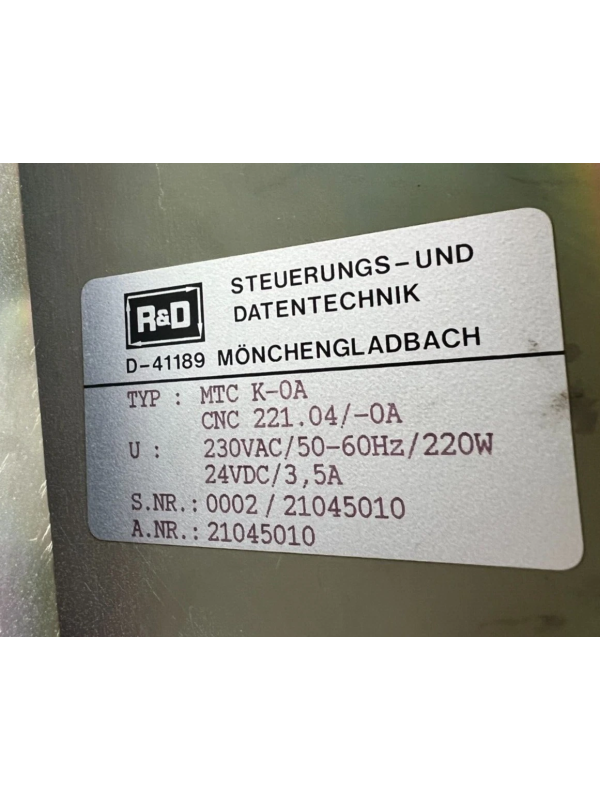 R&D
STEUERUNGS-UND
DATENTECHNIK
D-41189 MÖNCHENGLADBACH
TYP : MTC K-0A
CNC 221.04/-0A
U : 230VAC/50-60Hz/220W
24VDC/3,5A
S.NR.: 0002/21045010
A.NR.: 21045010